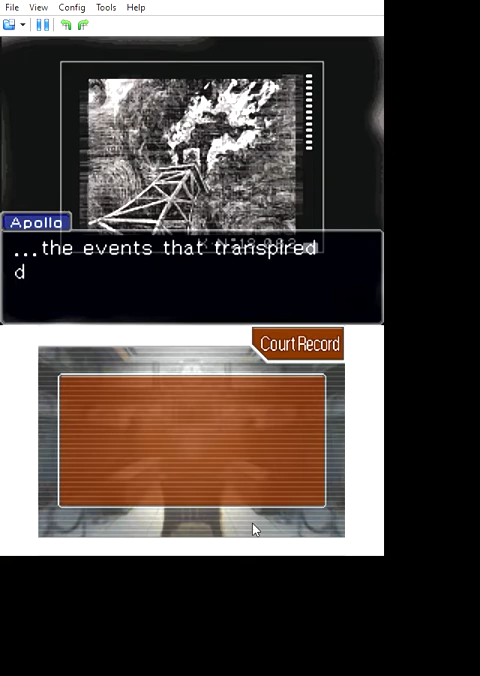 File View Config Tools Help
Apollo
...the events that transpired
d
Court Record